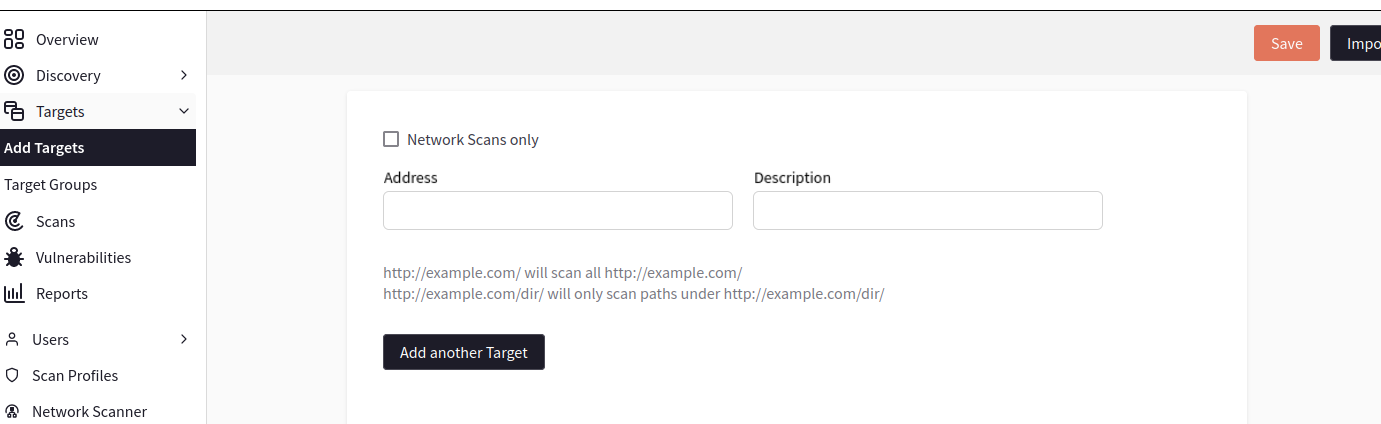 Overview
Discovery
Targets
Add Targets
Target Groups
Scans
Vulnerabilities
Reports
Users
Scan Profiles
Network Scanner
Save
Impo
Network Scans only
Address
Description
http://example.com/ will scan all http://example.com/
http://example.com/dir/ will only scan paths under http://example.com/dir/
Add another Target